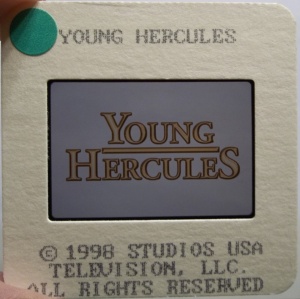 YOUNG HERCULES
YOUNG
HERCULES
© 1998 STUDIOS USA
TELEVISION, LLC.
ALL RIGHTS RESERVED